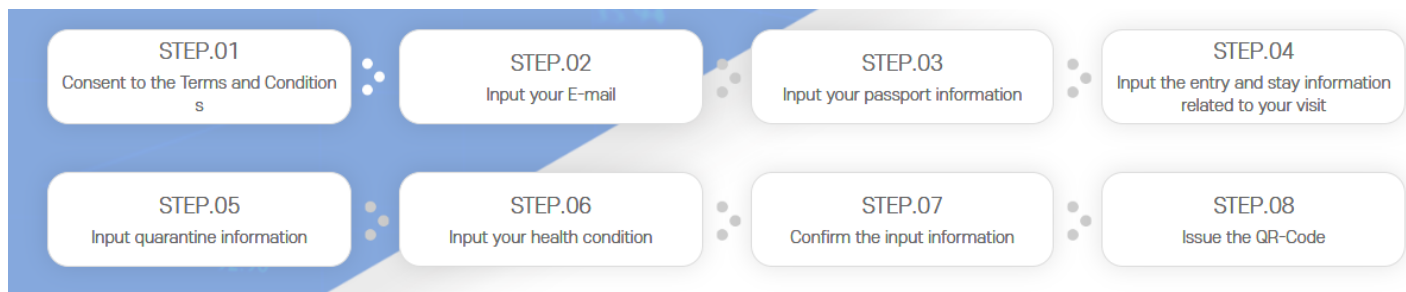 STEP.01
Consent to the Terms and Condition
s
STEP.02
Input your E-mail
STEP.03
Input your passport information
STEP.04
Input the entry and stay information
related to your visit
STEP.05
Input quarantine information
STEP.06
Input your health condition
STEP.07
Confirm the input information
STEP.08
Issue the QR-Code